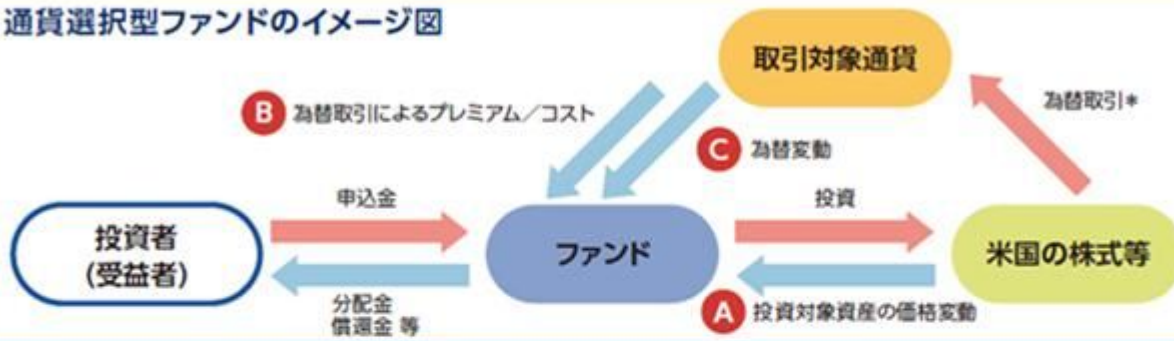 通貨選択型ファンドのイメージ図
取引対象通貨
B 為替取引によるプレミアム/コスト
為替取引*
C 為替変動
申込金
投資
投資者
(受益者)
ファンド
米国の株式等
分配金
償還金 等
A 投資対象資産の価格変動